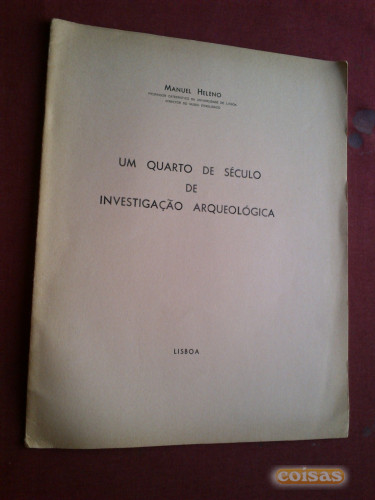 MANUEL HELENO
UM QUARTO DE SÉCULO
DE
INVESTIGAÇÃO ARQUEOLÓGICA
LISBOA
coisas